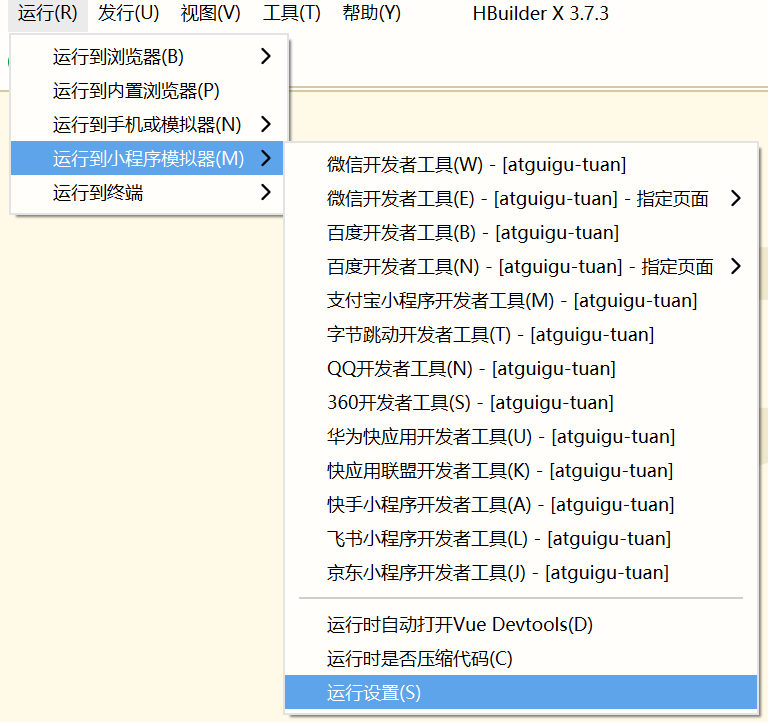 运行(R) 发行(U) 视图(V) 工具(T) 帮助(Y) HBuilder X 3.7.3
运行到浏览器(B)
运行到内置浏览器(P)
运行到手机或模拟器(N)
运行到小程序模拟器(M)
运行到终端
微信开发者工具(W) - [atguigu-tuan]
微信开发者工具(E) - [atguigu-tuan] - 指定页面
百度开发者工具(B) - [atguigu-tuan]
百度开发者工具(N) - [atguigu-tuan] - 指定页面
支付宝小程序开发者工具(M) - [atguigu-tuan]
字节跳动开发者工具(T) - [atguigu-tuan]
QQ开发者工具(N) - [atguigu-tuan]
360开发者工具(S) - [atguigu-tuan]
华为快应用开发者工具(U) - [atguigu-tuan]
快应用联盟开发者工具(K) - [atguigu-tuan]
快手小程序开发者工具(A) - [atguigu-tuan]
飞书小程序开发者工具(L) - [atguigu-tuan]
京东小程序开发者工具(J) - [atguigu-tuan]
运行时自动打开Vue Devtools(D)
运行时是否压缩代码(C)
运行设置(S)